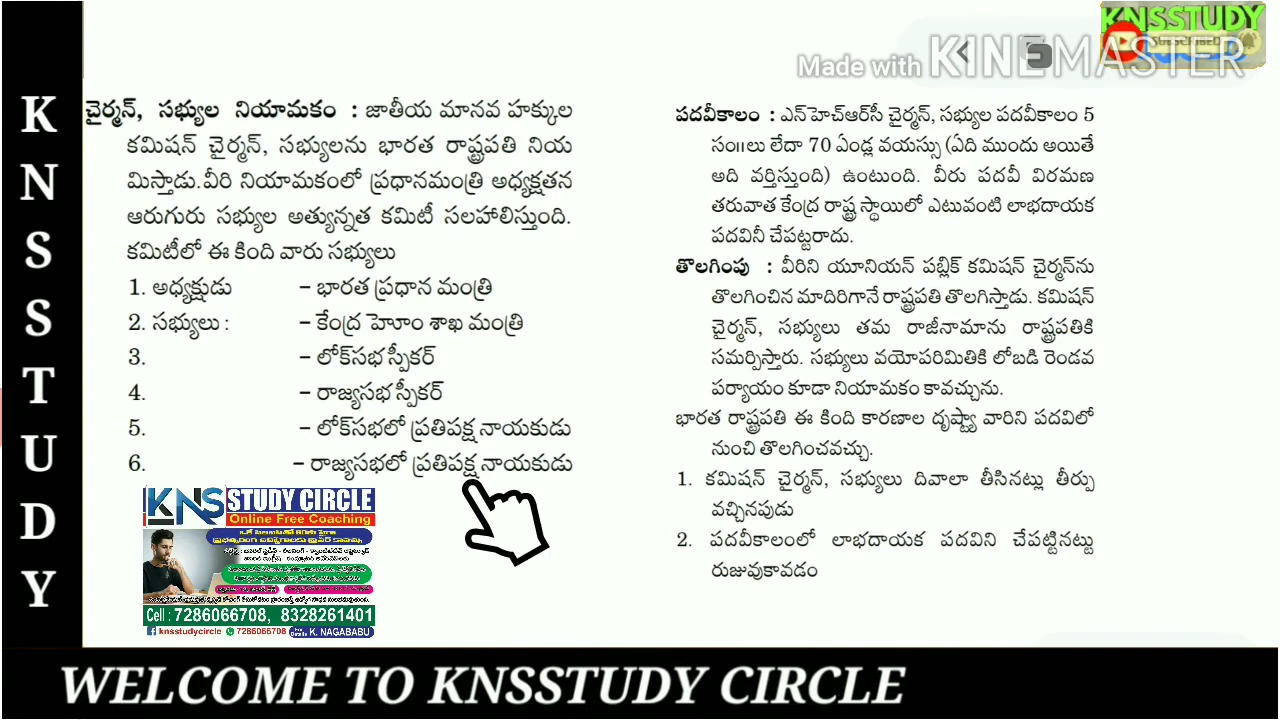 KNSSTUDY
SUBSCRIBED
Made with KINEMASTER
KNSSTUDY
చైర్మన్, సభ్యుల నియామకం : జాతీయ మానవ హక్కుల
కమిషన్ చైర్మన్, సభ్యులను భారత రాష్ట్రపతి నియ
మిస్తాడు.వీరి నియామకంలో ప్రధానమంత్రి అధ్యక్షతన
ఆరుగురు సభ్యుల అత్యున్నత కమిటీ సలహాలిస్తుంది.
కమిటీలో ఈ కింది వారు సభ్యులు
1. అధ్యక్షుడు – భారత ప్రధాన మంత్రి
2. సభ్యులు : – కేంద్ర హెూం శాఖ మంత్రి
3. – లోక్‌సభ స్పీకర్
4. – రాజ్యసభ స్పీకర్
5. – లోక్‌సభలో ప్రతిపక్ష నాయకుడు
6. – రాజ్యసభలో ప్రతిపక్ష నాయకుడు
KNS STUDY CIRCLE
Online Free Coaching
Cell : 7286066708, 8328261401
knsstudycircle 7286066708 For Details K. NAGABABU
పదవీకాలం : ఎన్‌హెచ్‌ఆర్‌సీ చైర్మన్, సభ్యుల పదవీకాలం 5
సం॥లు లేదా 70 ఏండ్ల వయస్సు (ఏది ముందు అయితే
అది వర్తిస్తుంది) ఉంటుంది. వీరు పదవీ విరమణ
తరువాత కేంద్ర రాష్ట్ర స్థాయిలో ఎటువంటి లాభదాయక
పదవినీ చేపట్టరాదు.
తొలగింపు : వీరిని యూనియన్ పబ్లిక్ కమిషన్ చైర్మన్‌ను
తొలగించిన మాదిరిగానే రాష్ట్రపతి తొలగిస్తాడు. కమిషన్
చైర్మన్, సభ్యులు తమ రాజీనామాను రాష్ట్రపతికి
సమర్పిస్తారు. సభ్యులు వయోపరిమితికి లోబడి రెండవ
పర్యాయం కూడా నియామకం కావచ్చును.
భారత రాష్ట్రపతి ఈ కింది కారణాల దృష్ట్యా వారిని పదవిలో
నుంచి తొలగించవచ్చు.
1. కమిషన్ చైర్మన్, సభ్యులు దివాలా తీసినట్లు తీర్పు
వచ్చినపుడు
2. పదవీకాలంలో లాభదాయక పదవిని చేపట్టినట్టు
రుజువుకావడం
WELCOME TO KNSSTUDY CIRCLE